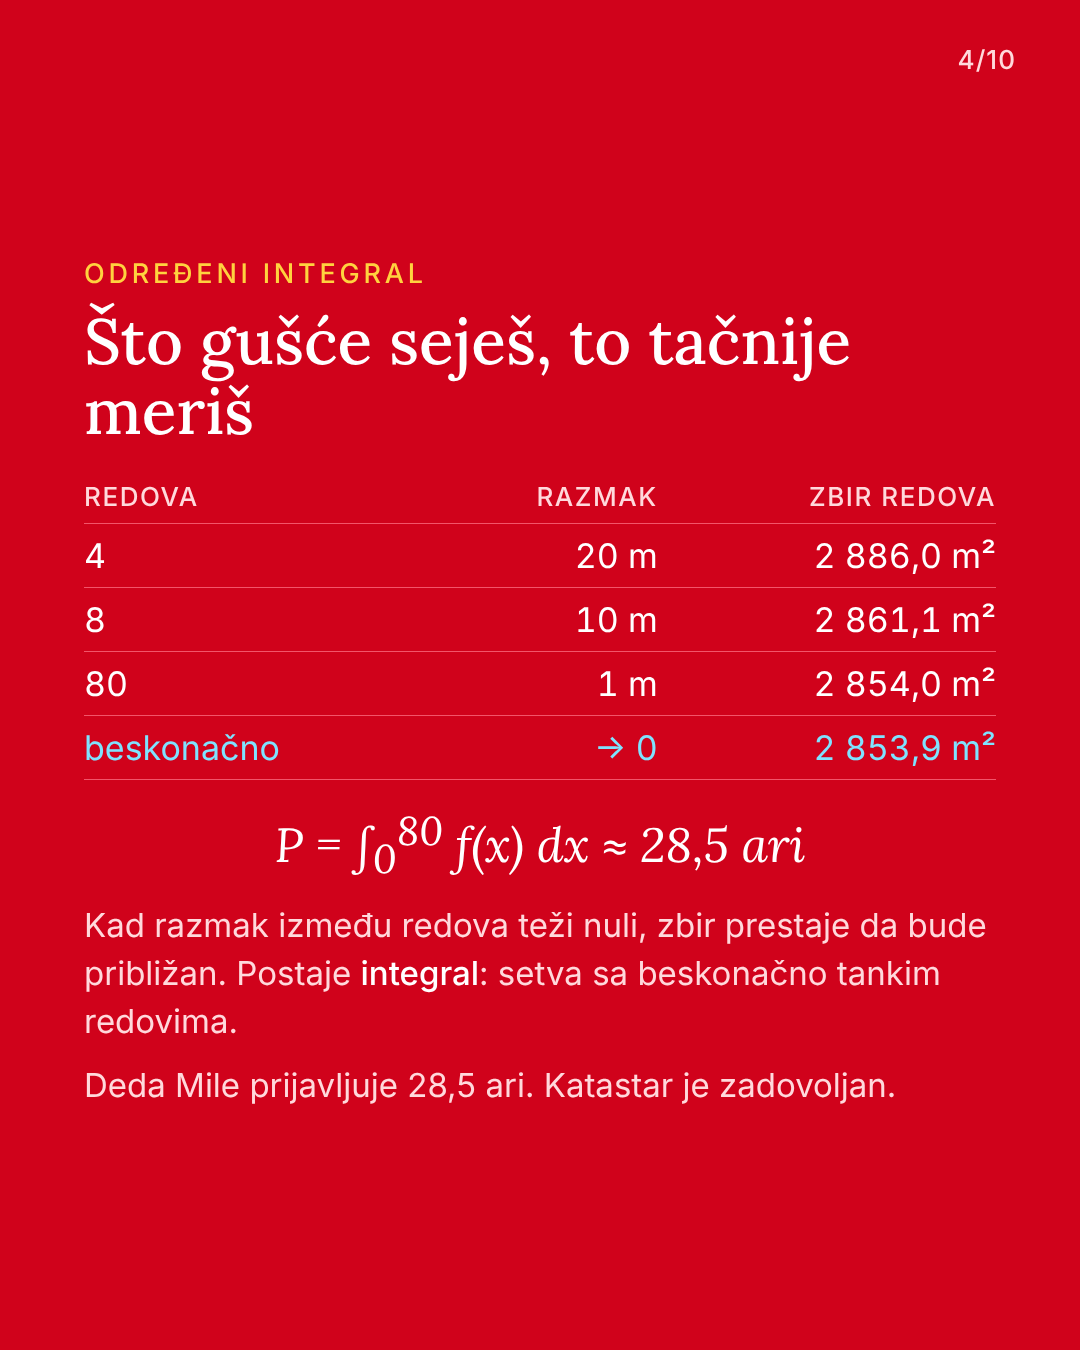 4/10
ODREĐENI INTEGRAL
Što gušće seješ, to tačnije
meriš
REDOVA RAZMAK ZBIR REDOVA
4 20 m 2 886,0 m²
8 10 m 2 861,1 m²
80 1 m 2 854,0 m²
beskonačno → 0 2 853,9 m²
P = ∫₀⁸⁰ f(x) dx ≈ 28,5 ari
Kad razmak između redova teži nuli, zbir prestaje da bude
približan. Postaje integral: setva sa beskonačno tankim
redovima.
Deda Mile prijavljuje 28,5 ari. Katastar je zadovoljan.